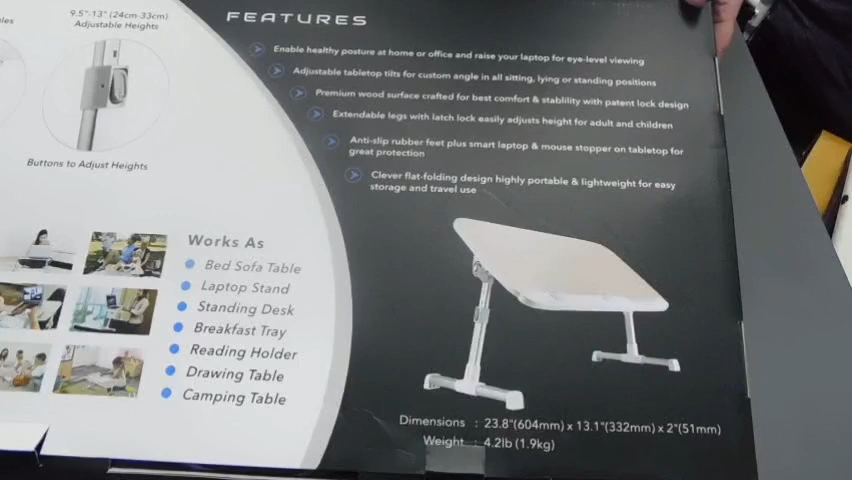 9.5"-13" (24cm-33cm)
Adjustable Heights
Buttons to Adjust Heights
FEATURES
Enable healthy posture at home or office and raise your laptop for eye-level viewing
Adjustable tabletop tilts for custom angle in all sitting, lying or standing positions
Premium wood surface crafted for best comfort & stablility with patent lock design
Extendable legs with latch lock easily adjusts height for adult and children
Anti-slip rubber feet plus smart laptop & mouse stopper on tabletop for
great protection
Clever flat-folding design highly portable & lightweight for easy
storage and travel use
Works As
Bed Sofa Table
Laptop Stand
Standing Desk
Breakfast Tray
Reading Holder
Drawing Table
Camping Table
Dimensions : 23.8"(604mm) x 13.1"(332mm) x 2"(51mm)
Weight : 4.2lb (1.9kg)